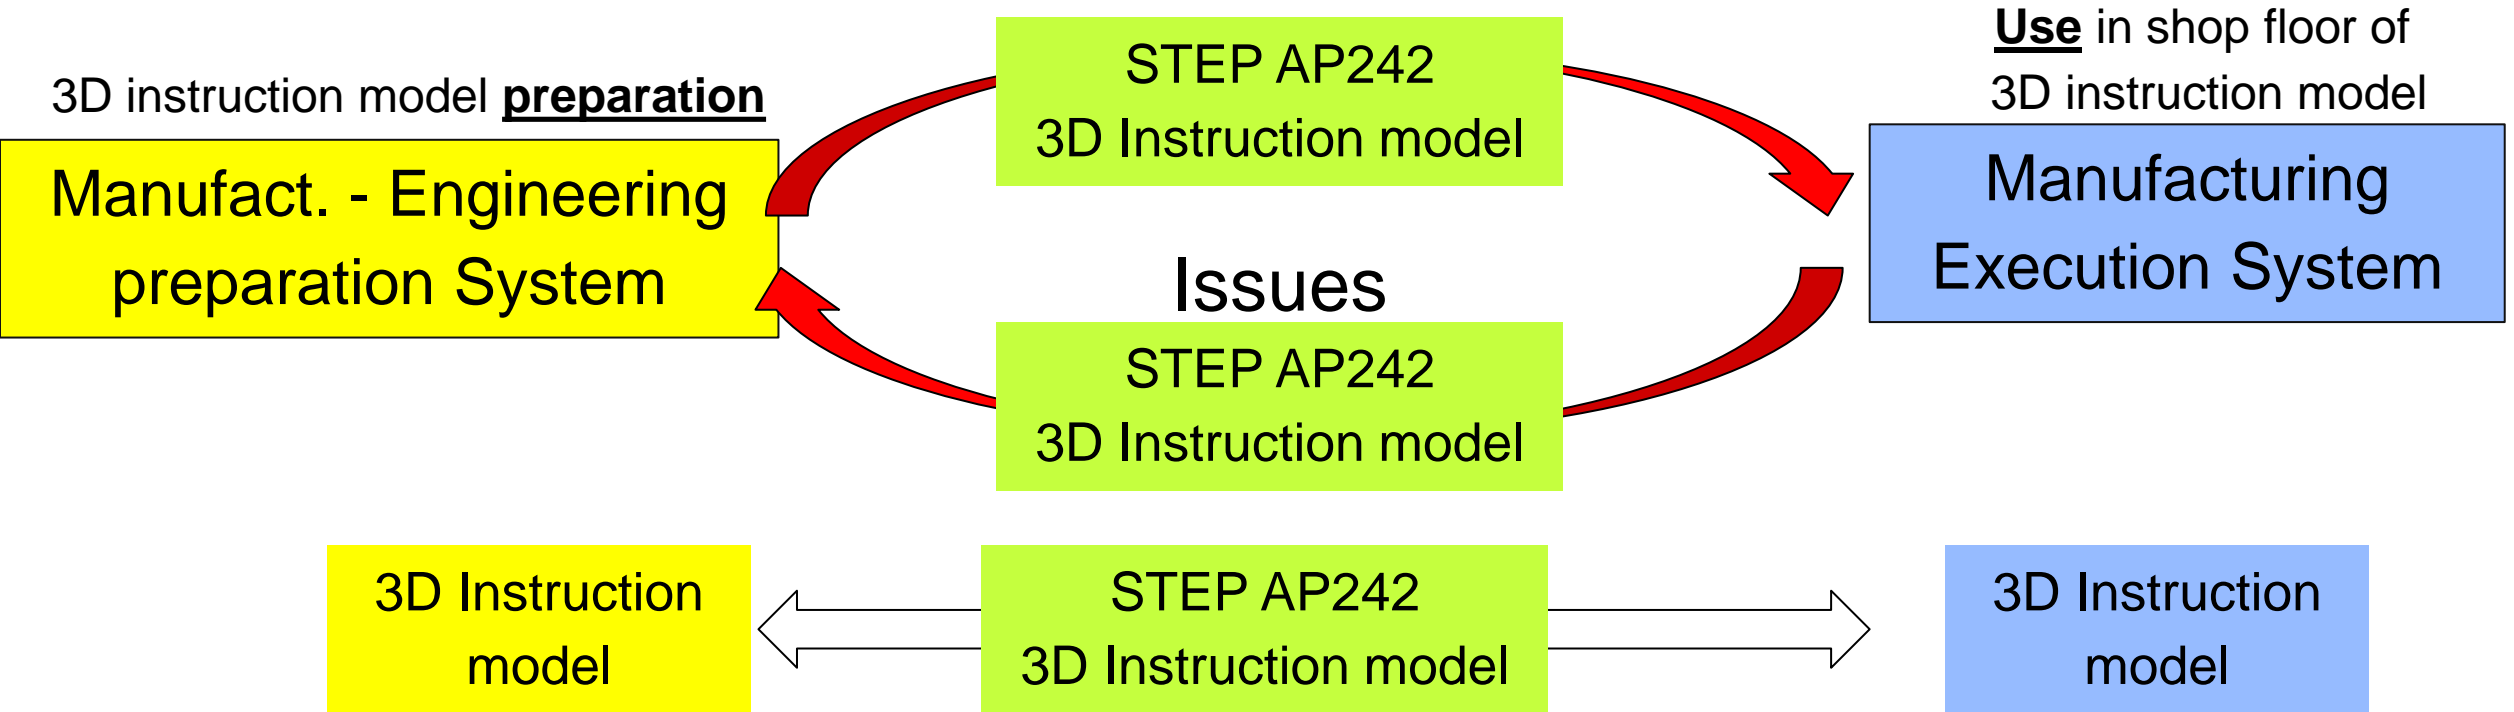 3D instruction model preparation
Manufact. - Engineering
preparation System
STEP AP242
3D Instruction model
Use in shop floor of
3D instruction model
Manufacturing
Execution System
Issues
STEP AP242
3D Instruction model
3D Instruction
model
STEP AP242
3D Instruction model
3D Instruction
model